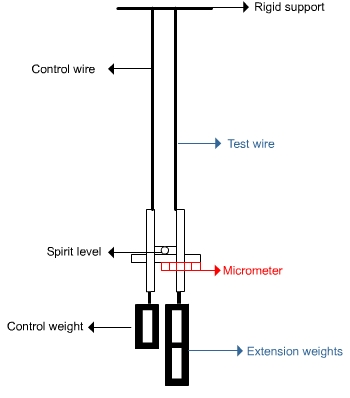 Rigid support
Control wire
Test wire
Spirit level
Micrometer
Control weight
Extension weights